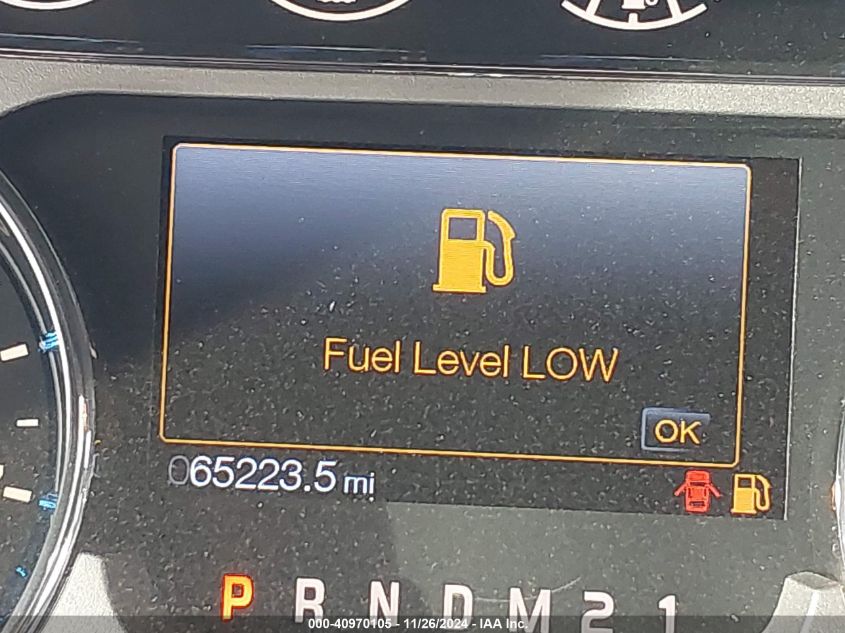 Fuel Level LOW
OK
065223.5 mi
P R N D M 2 1
000-40970105 - 11/26/2024 - IAA Inc.